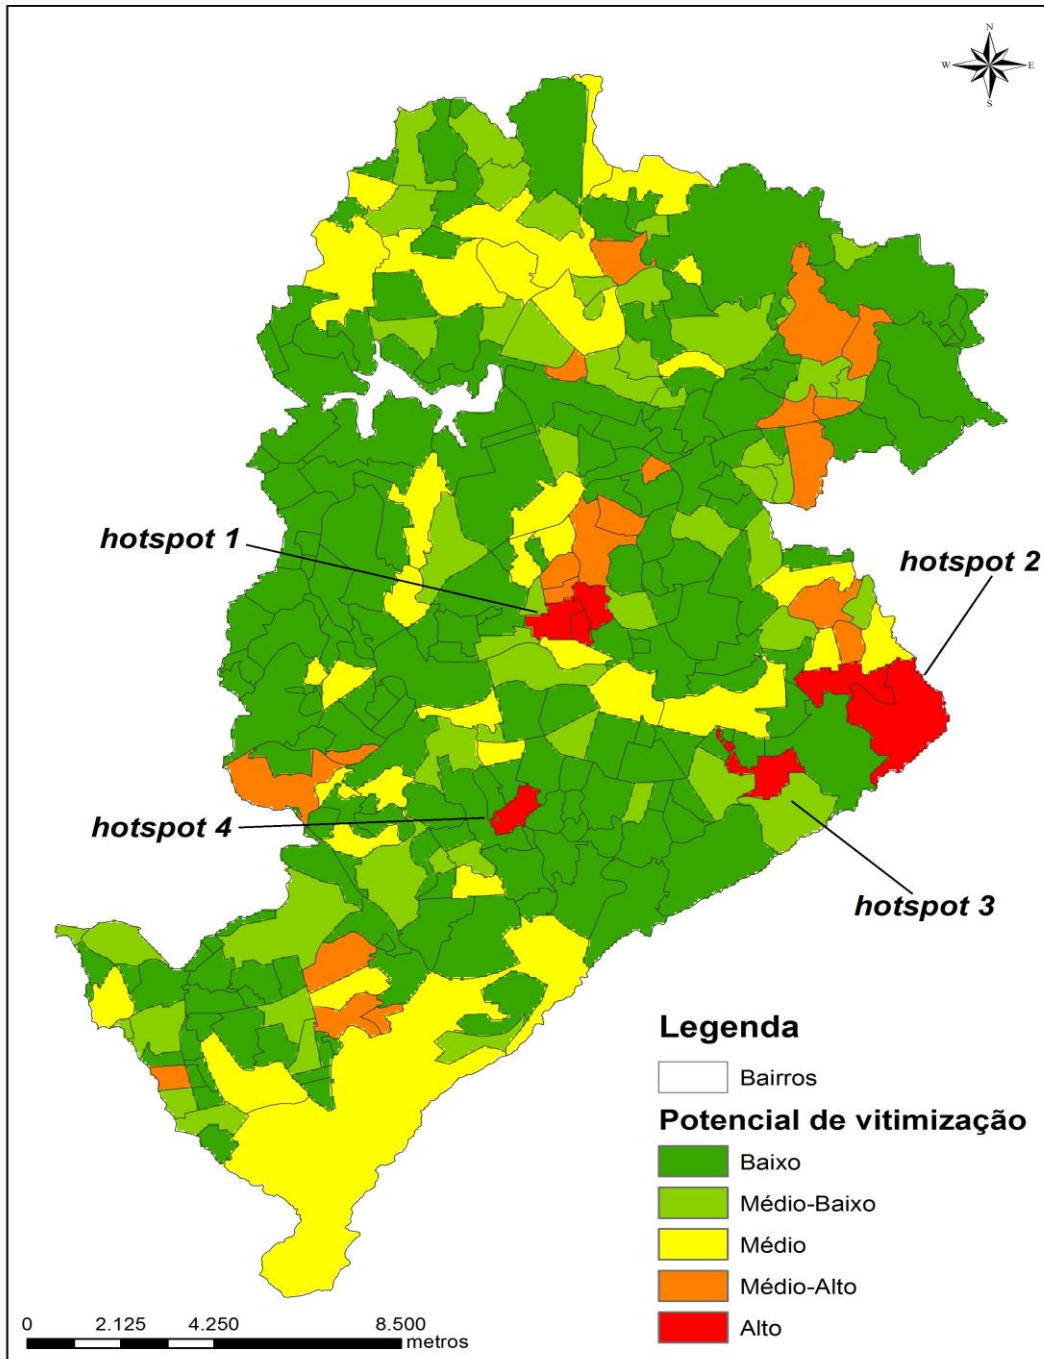 N
W E
S
hotspot 1
hotspot 2
hotspot 4
hotspot 3
Legenda
Bairros
Potencial de vitimização
Baixo
Médio-Baixo
Médio
Médio-Alto
Alto
0 2.125 4.250 8.500
metros